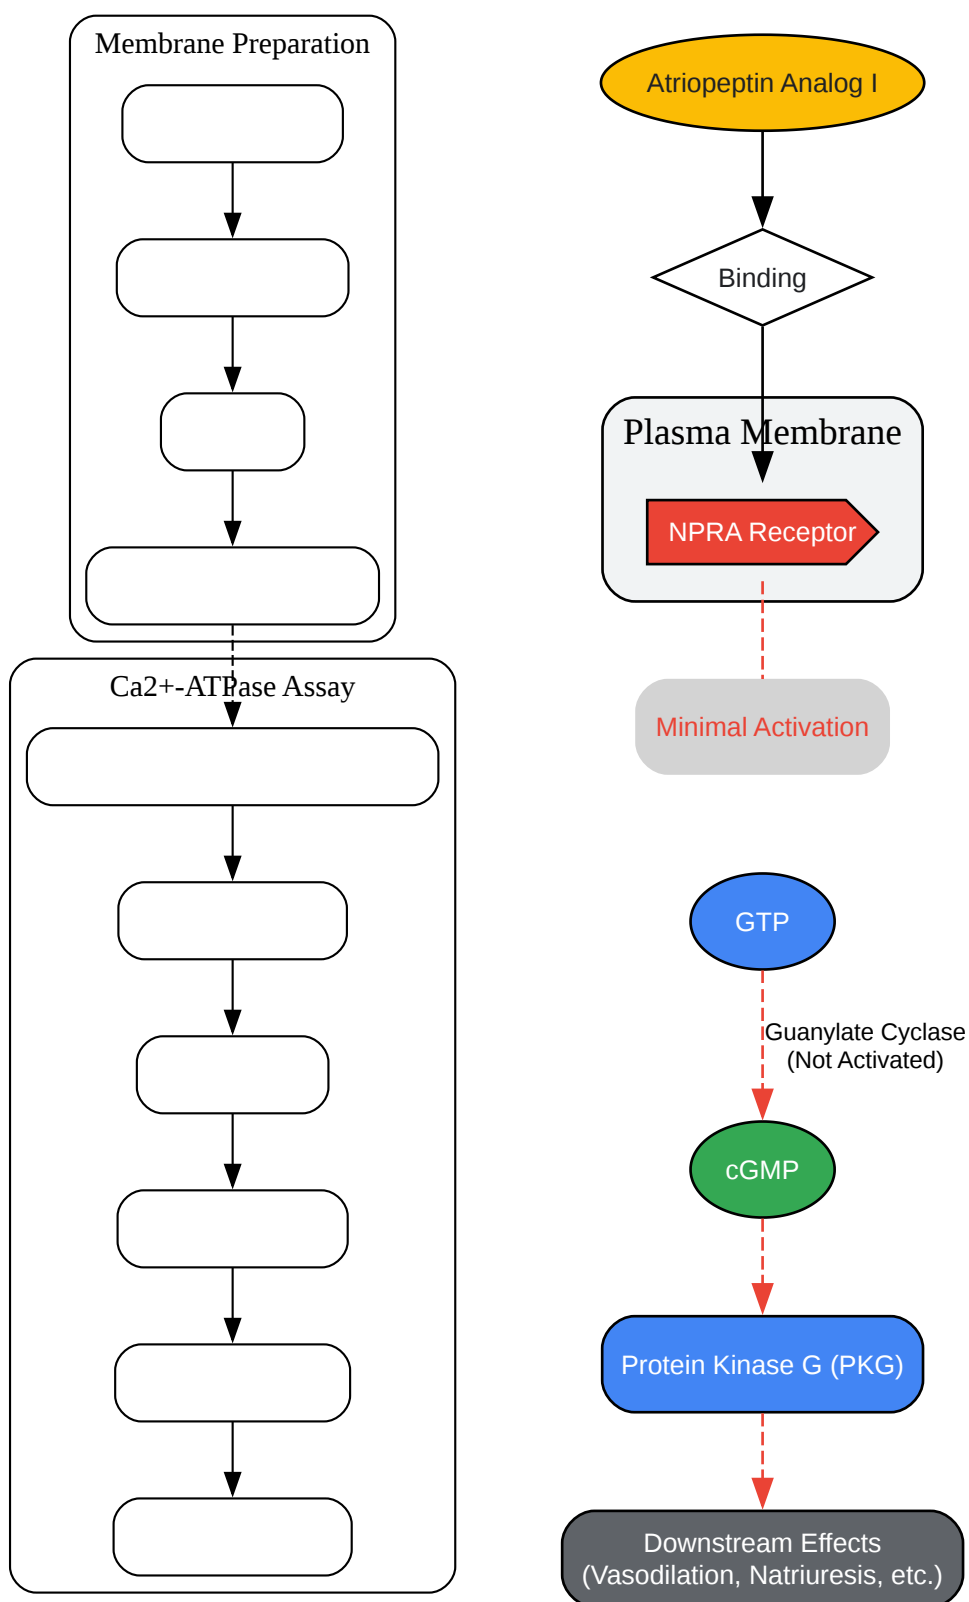 Membrane Preparation
Ca2+-ATPase Assay
Atriopeptin Analog I
Binding
Plasma Membrane
NPRA Receptor
Minimal Activation
GTP
Guanylate Cyclase
(Not Activated)
cGMP
Protein Kinase G (PKG)
Downstream Effects
(Vasodilation, Natriuresis, etc.)